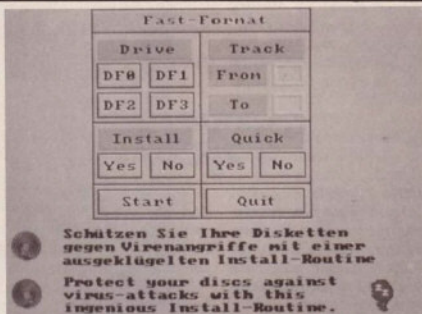 Fast-Format
Drive Track
DF0 DF1 From
DF2 DF3 To
Install Quick
Yes No Yes No
Start Quit
Schützen Sie Ihre Disketten
gegen Virenangriffe mit einer
ausgeklügelten Install-Routine
Protect your discs against
virus-attacks with this
ingenious Install-Routine.